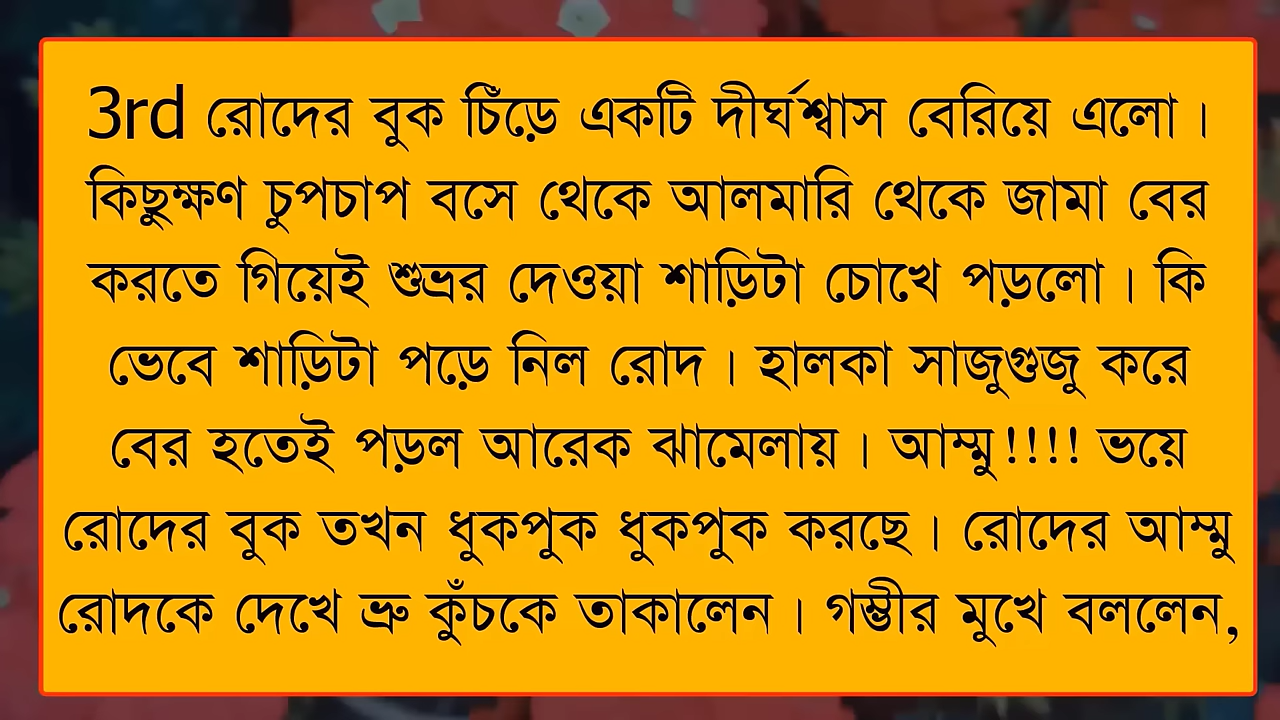 3rd রোদের বুক চিঁড়ে একটি দীর্ঘশ্বাস বেরিয়ে এলো।
কিছুক্ষণ চুপচাপ বসে থেকে আলমারি থেকে জামা বের
করতে গিয়েই শুভ্রর দেওয়া শাড়িটা চোখে পড়লো। কি
ভেবে শাড়িটা পড়ে নিল রোদ। হালকা সাজুগুজু করে
বের হতেই পড়ল আরেক ঝামেলায়। আম্মু!!!! ভয়ে
রোদের বুক তখন ধুকপুক ধুকপুক করছে। রোদের আম্মু
রোদকে দেখে ভ্রু কুঁচকে তাকালেন। গম্ভীর মুখে বললেন,